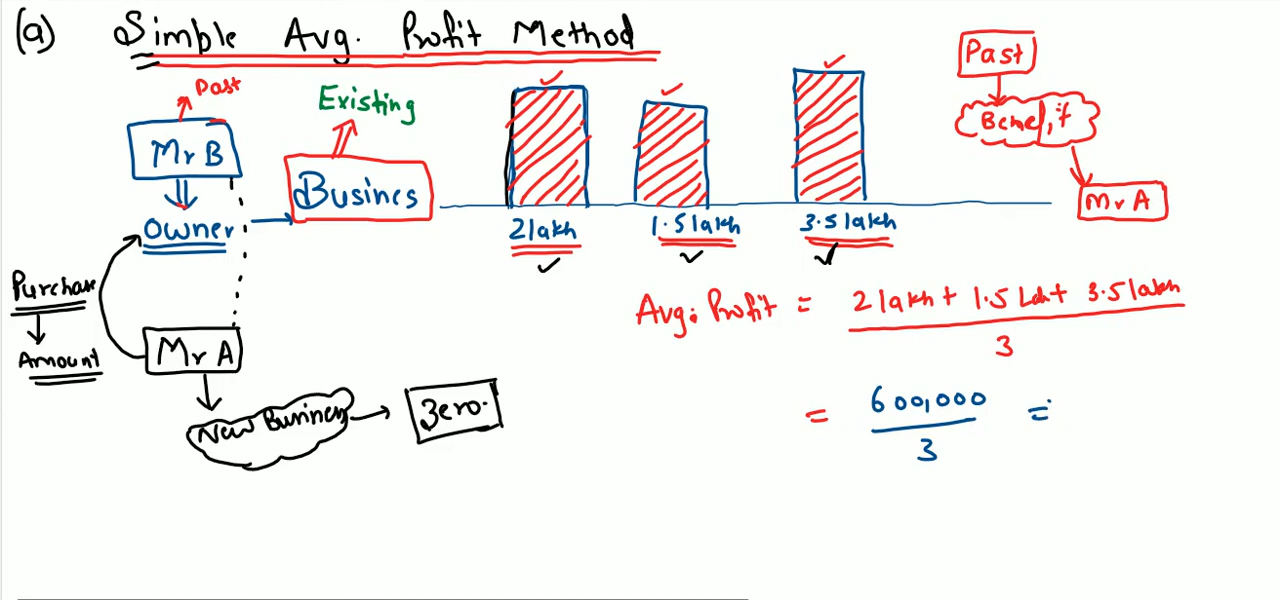 (a) Simple Avg. Profit Method
Past
Existing
Past
Mr B
Benefit
Businees
Mr A
Owner
2 lakh
1.5 lakh
3.5 lakh
Purchase
Avg. Profit = 2 lakh + 1.5 Lakh + 3.5 lakh
3
Amount
Mr A
New Business
Zero.
= 600,000 =
3